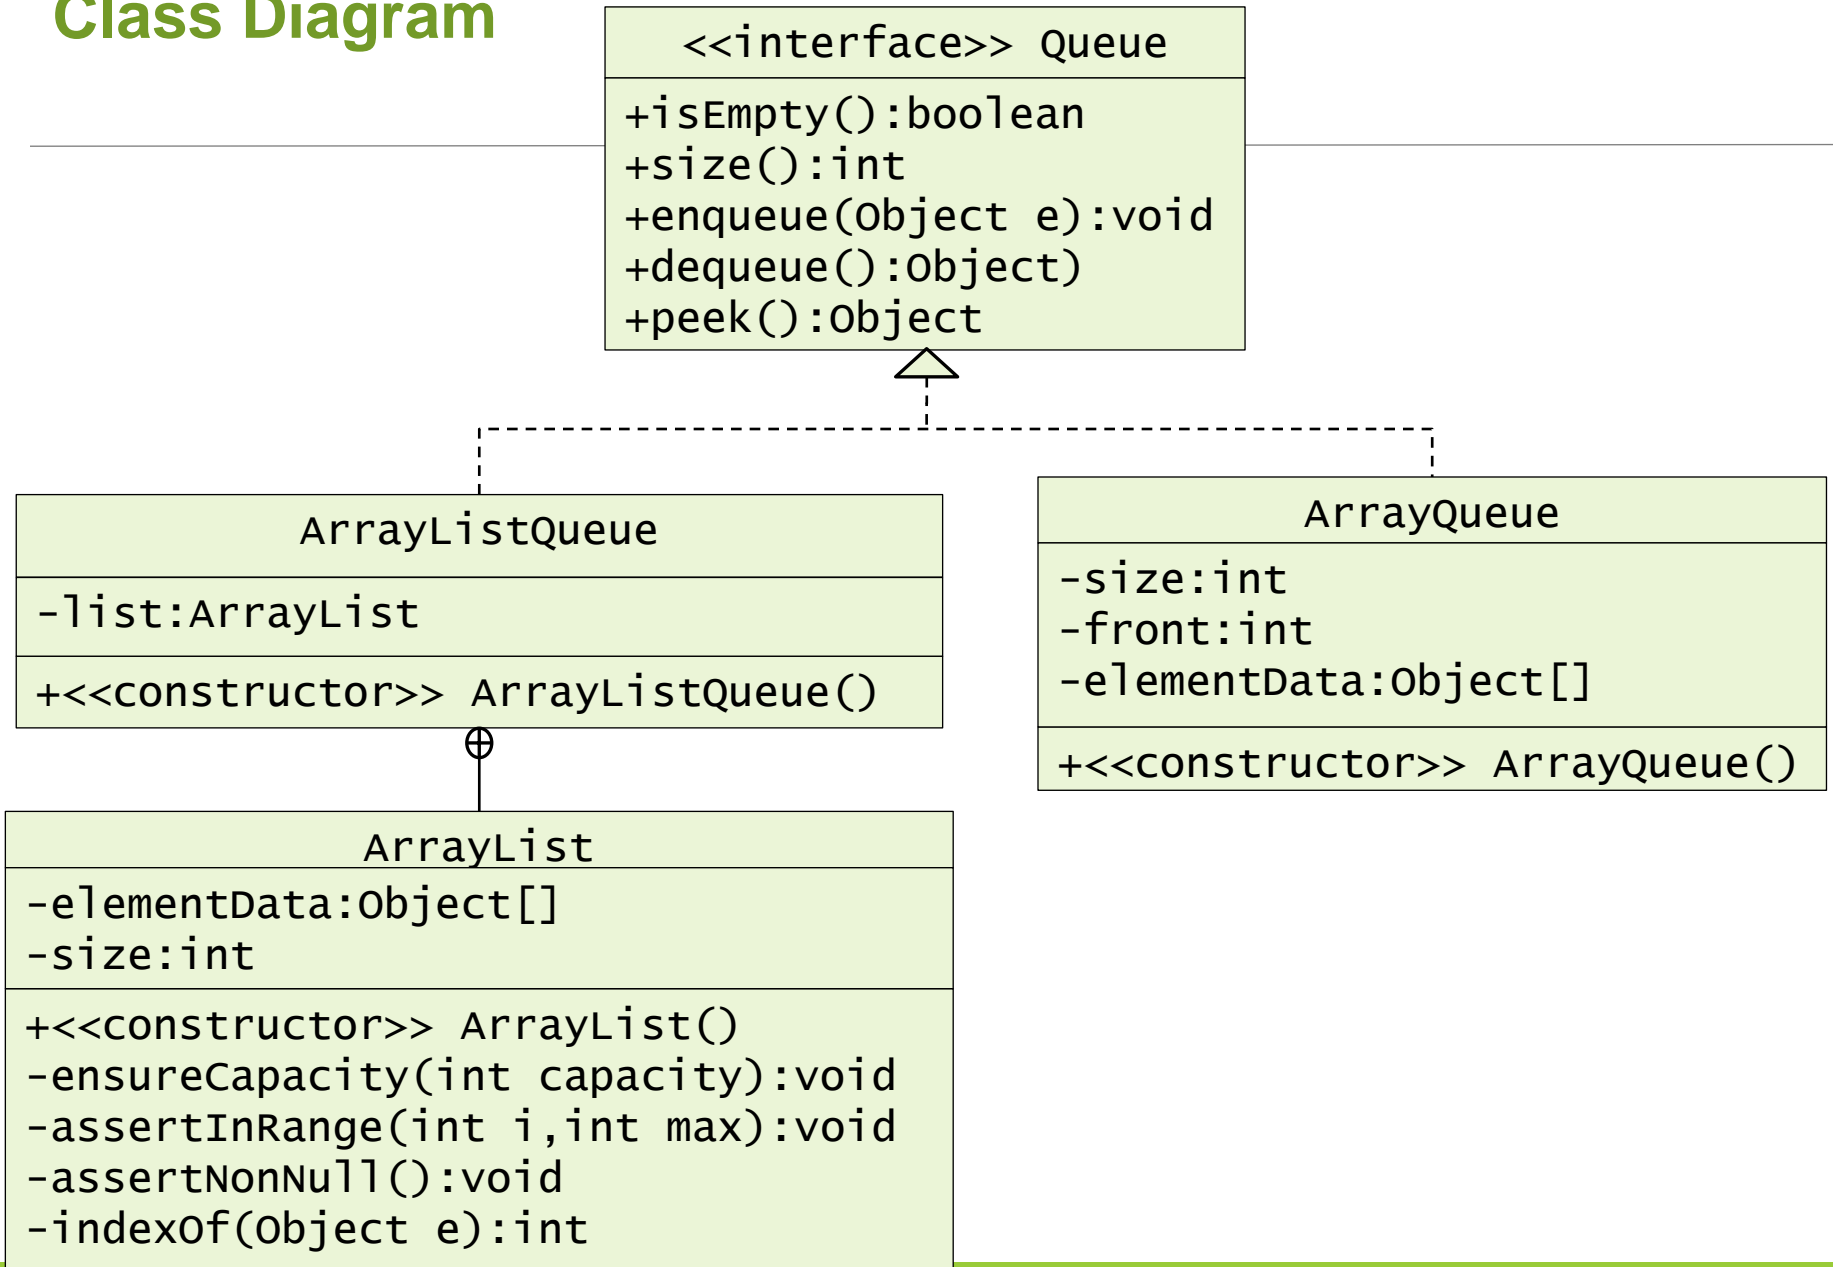 Class Diagram
<<interface>> Queue
+isEmpty():boolean
+size():int
+enqueue(Object e):void
+dequeue():Object)
+peek():Object
ArrayListQueue
-list:ArrayList
+<<constructor>> ArrayListQueue()
ArrayQueue
-size:int
-front:int
-elementData:Object[]
+<<constructor>> ArrayQueue()
ArrayList
-elementData:Object[]
-size:int
+<<constructor>> ArrayList()
-ensureCapacity(int capacity):void
-assertInRange(int i,int max):void
-assertNonNull():void
-indexOf(Object e):int